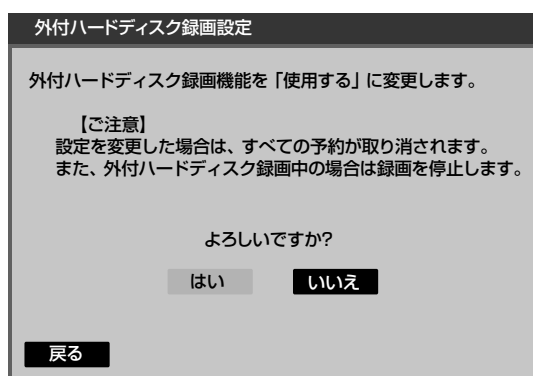 外付ハードディスク録画設定
外付ハードディスク録画機能を「使用する」に変更します。
【ご注意】
設定を変更した場合は、すべての予約が取り消されます。
また、外付ハードディスク録画中の場合は録画を停止します。
よろしいですか?
はい いいえ
戻る